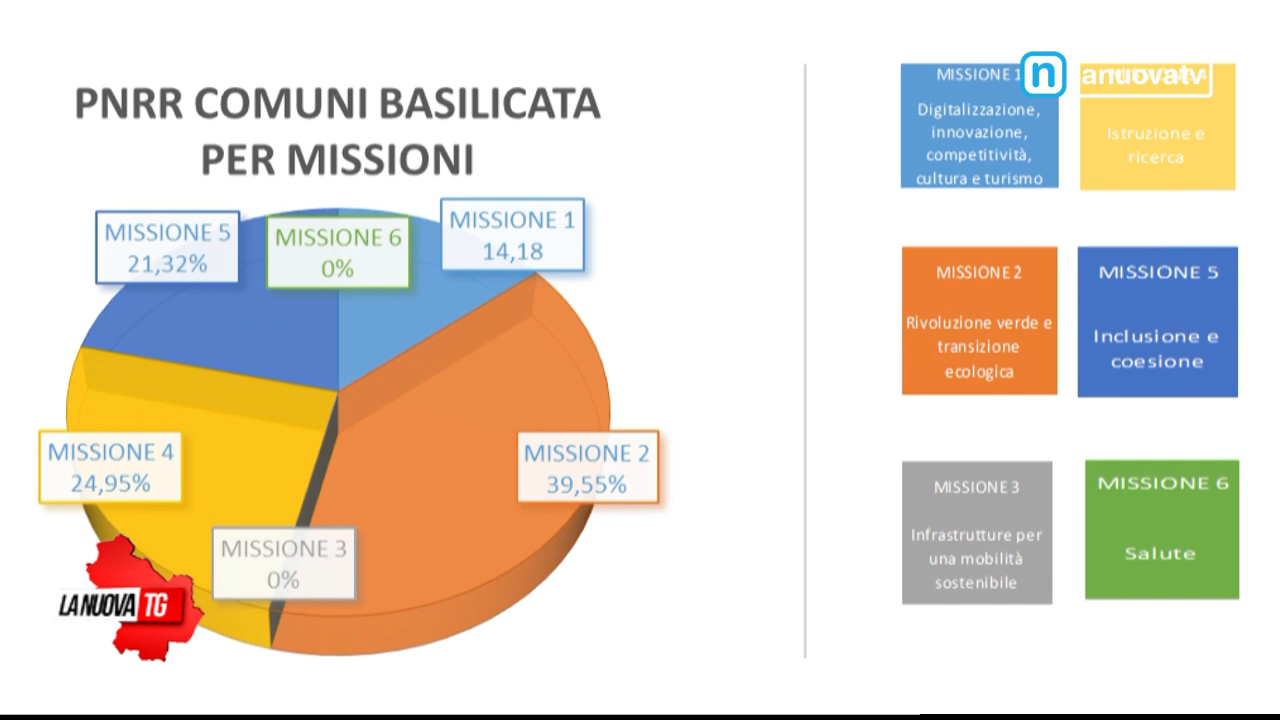 PNRR COMUNI BASILICATA
PER MISSIONI
MISSIONE 5
21,32%
MISSIONE 6
0%
MISSIONE 1
14,18
MISSIONE 4
24,95%
MISSIONE 2
39,55%
MISSIONE 3
0%
LA NUOVA TG
MISSIONE 1
Digitalizzazione,
innovazione,
competitività,
cultura e turismo
n
lanuovatv
Istruzione e
ricerca
MISSIONE 2
Rivoluzione verde e
transizione
ecologica
MISSIONE 5
Inclusione e
coesione
MISSIONE 3
Infrastrutture per
una mobilità
sostenibile
MISSIONE 6
Salute